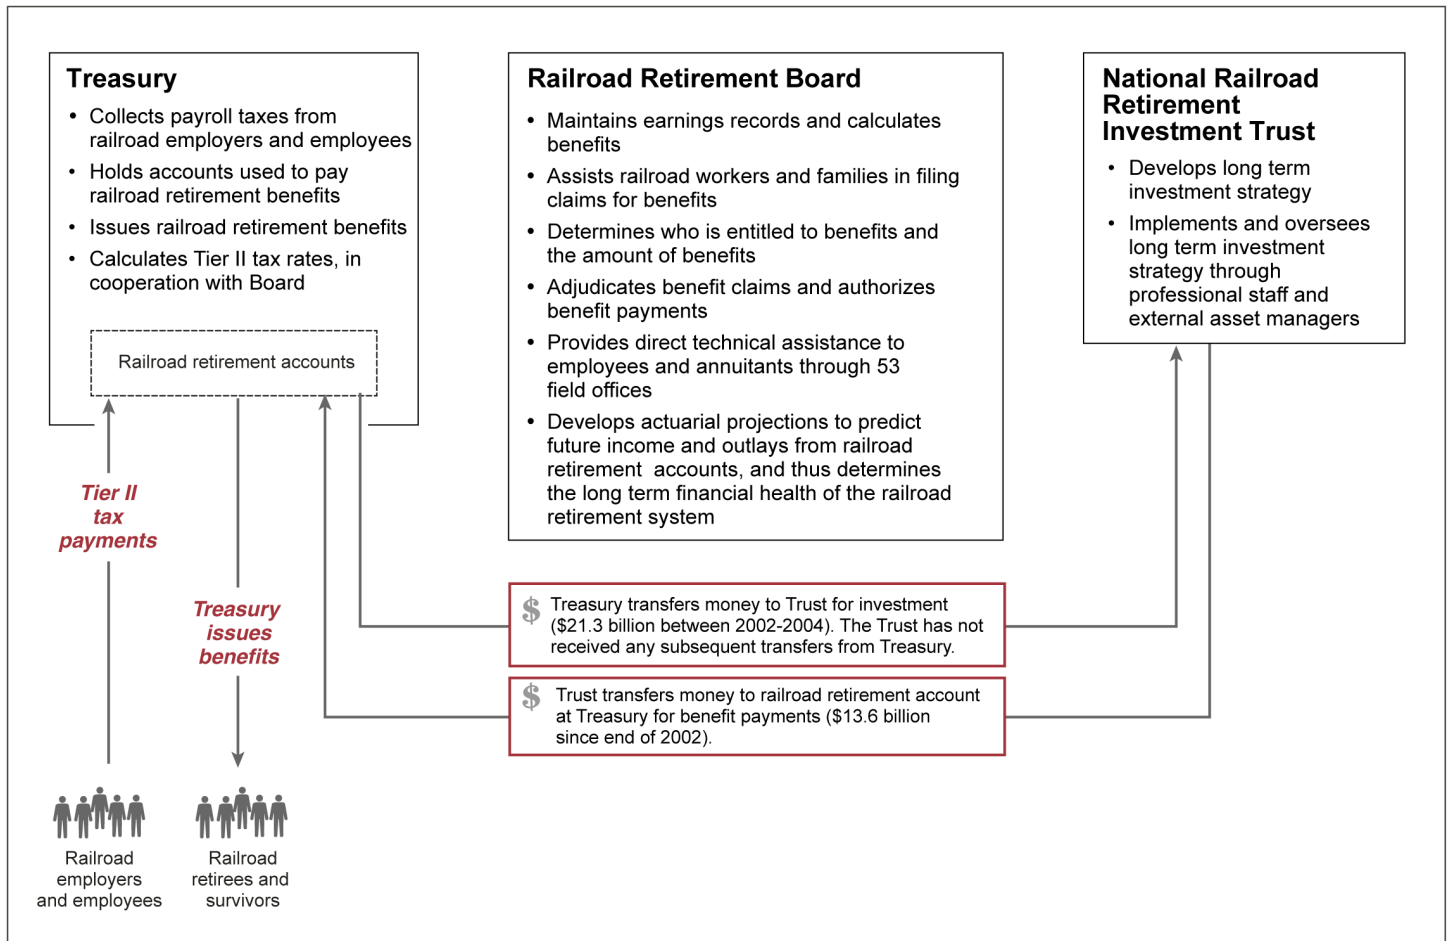 Treasury
• Collects payroll taxes from
railroad employers and employees
• Holds accounts used to pay
railroad retirement benefits
• Issues railroad retirement benefits
• Calculates Tier II tax rates, in
cooperation with Board
Railroad retirement accounts
Railroad Retirement Board
• Maintains earnings records and calculates
benefits
• Assists railroad workers and families in filing
claims for benefits
• Determines who is entitled to benefits and
the amount of benefits
• Adjudicates benefit claims and authorizes
benefit payments
• Provides direct technical assistance to
employees and annuitants through 53
field offices
• Develops actuarial projections to predict
future income and outlays from railroad
retirement accounts, and thus determines
the long term financial health of the railroad
retirement system
National Railroad
Retirement
Investment Trust
• Develops long term
investment strategy
• Implements and oversees
long term investment
strategy through
professional staff and
external asset managers
Tier II
tax
payments
Treasury
issues
benefits
$ Treasury transfers money to Trust for investment
($21.3 billion between 2002-2004). The Trust has not
received any subsequent transfers from Treasury.
$ Trust transfers money to railroad retirement account
at Treasury for benefit payments ($13.6 billion
since end of 2002).
Railroad
employers
and employees
Railroad
retirees and
survivors